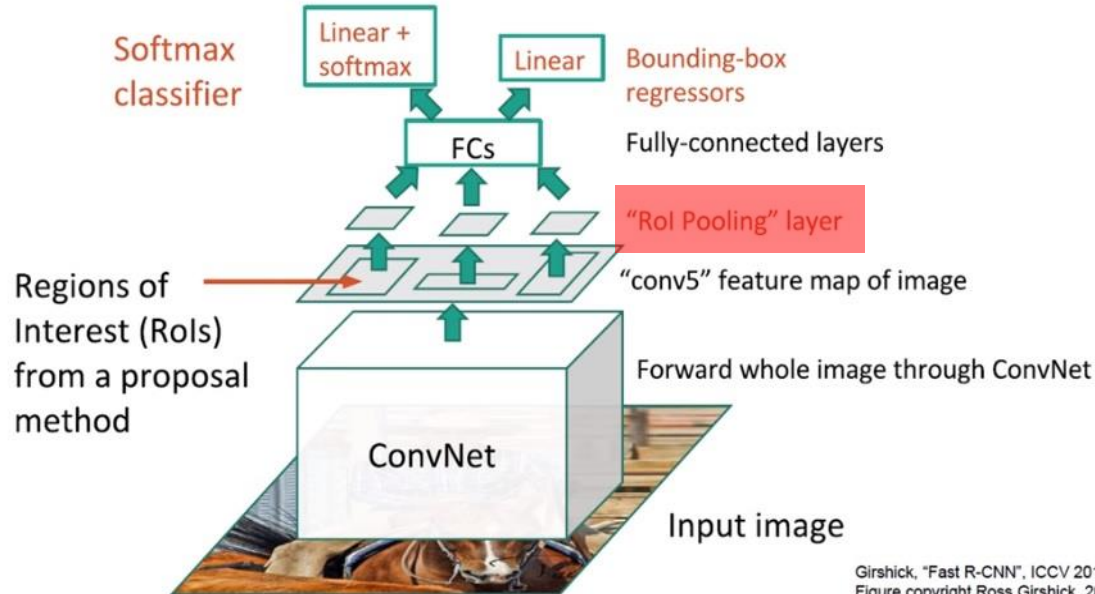 Softmax
classifier
Linear +
softmax
Linear
Bounding-box
regressors
FCs
Fully-connected layers
“RoI Pooling” layer
Regions of
Interest (RoIs)
from a proposal
method
“conv5” feature map of image
Forward whole image through ConvNet
ConvNet
Input image
Girshick, “Fast R-CNN”, ICCV
Figure copyright Ross Girshick,